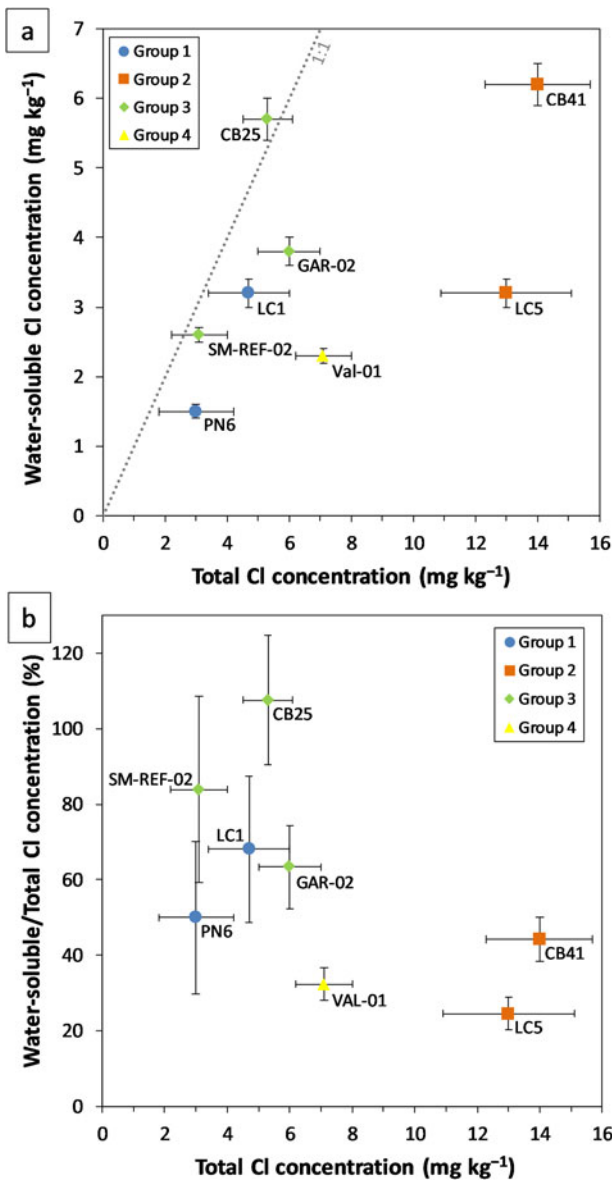 a
7
6
5
4
3
2
1
0
Water-soluble Cl concentration (mg kg⁻¹)
Group 1
Group 2
Group 3
Group 4
1:1
CB25
CB41
GAR-02
LC1
LC5
SM-REF-02
Val-01
PN6
0 2 4 6 8 10 12 14 16
Total Cl concentration (mg kg⁻¹)
b
120
100
80
60
40
20
0
Water-soluble/Total Cl concentration (%)
Group 1
Group 2
Group 3
Group 4
CB25
SM-REF-02
LC1
GAR-02
PN6
CB41
VAL-01
LC5
0 2 4 6 8 10 12 14 16
Total Cl concentration (mg kg⁻¹)